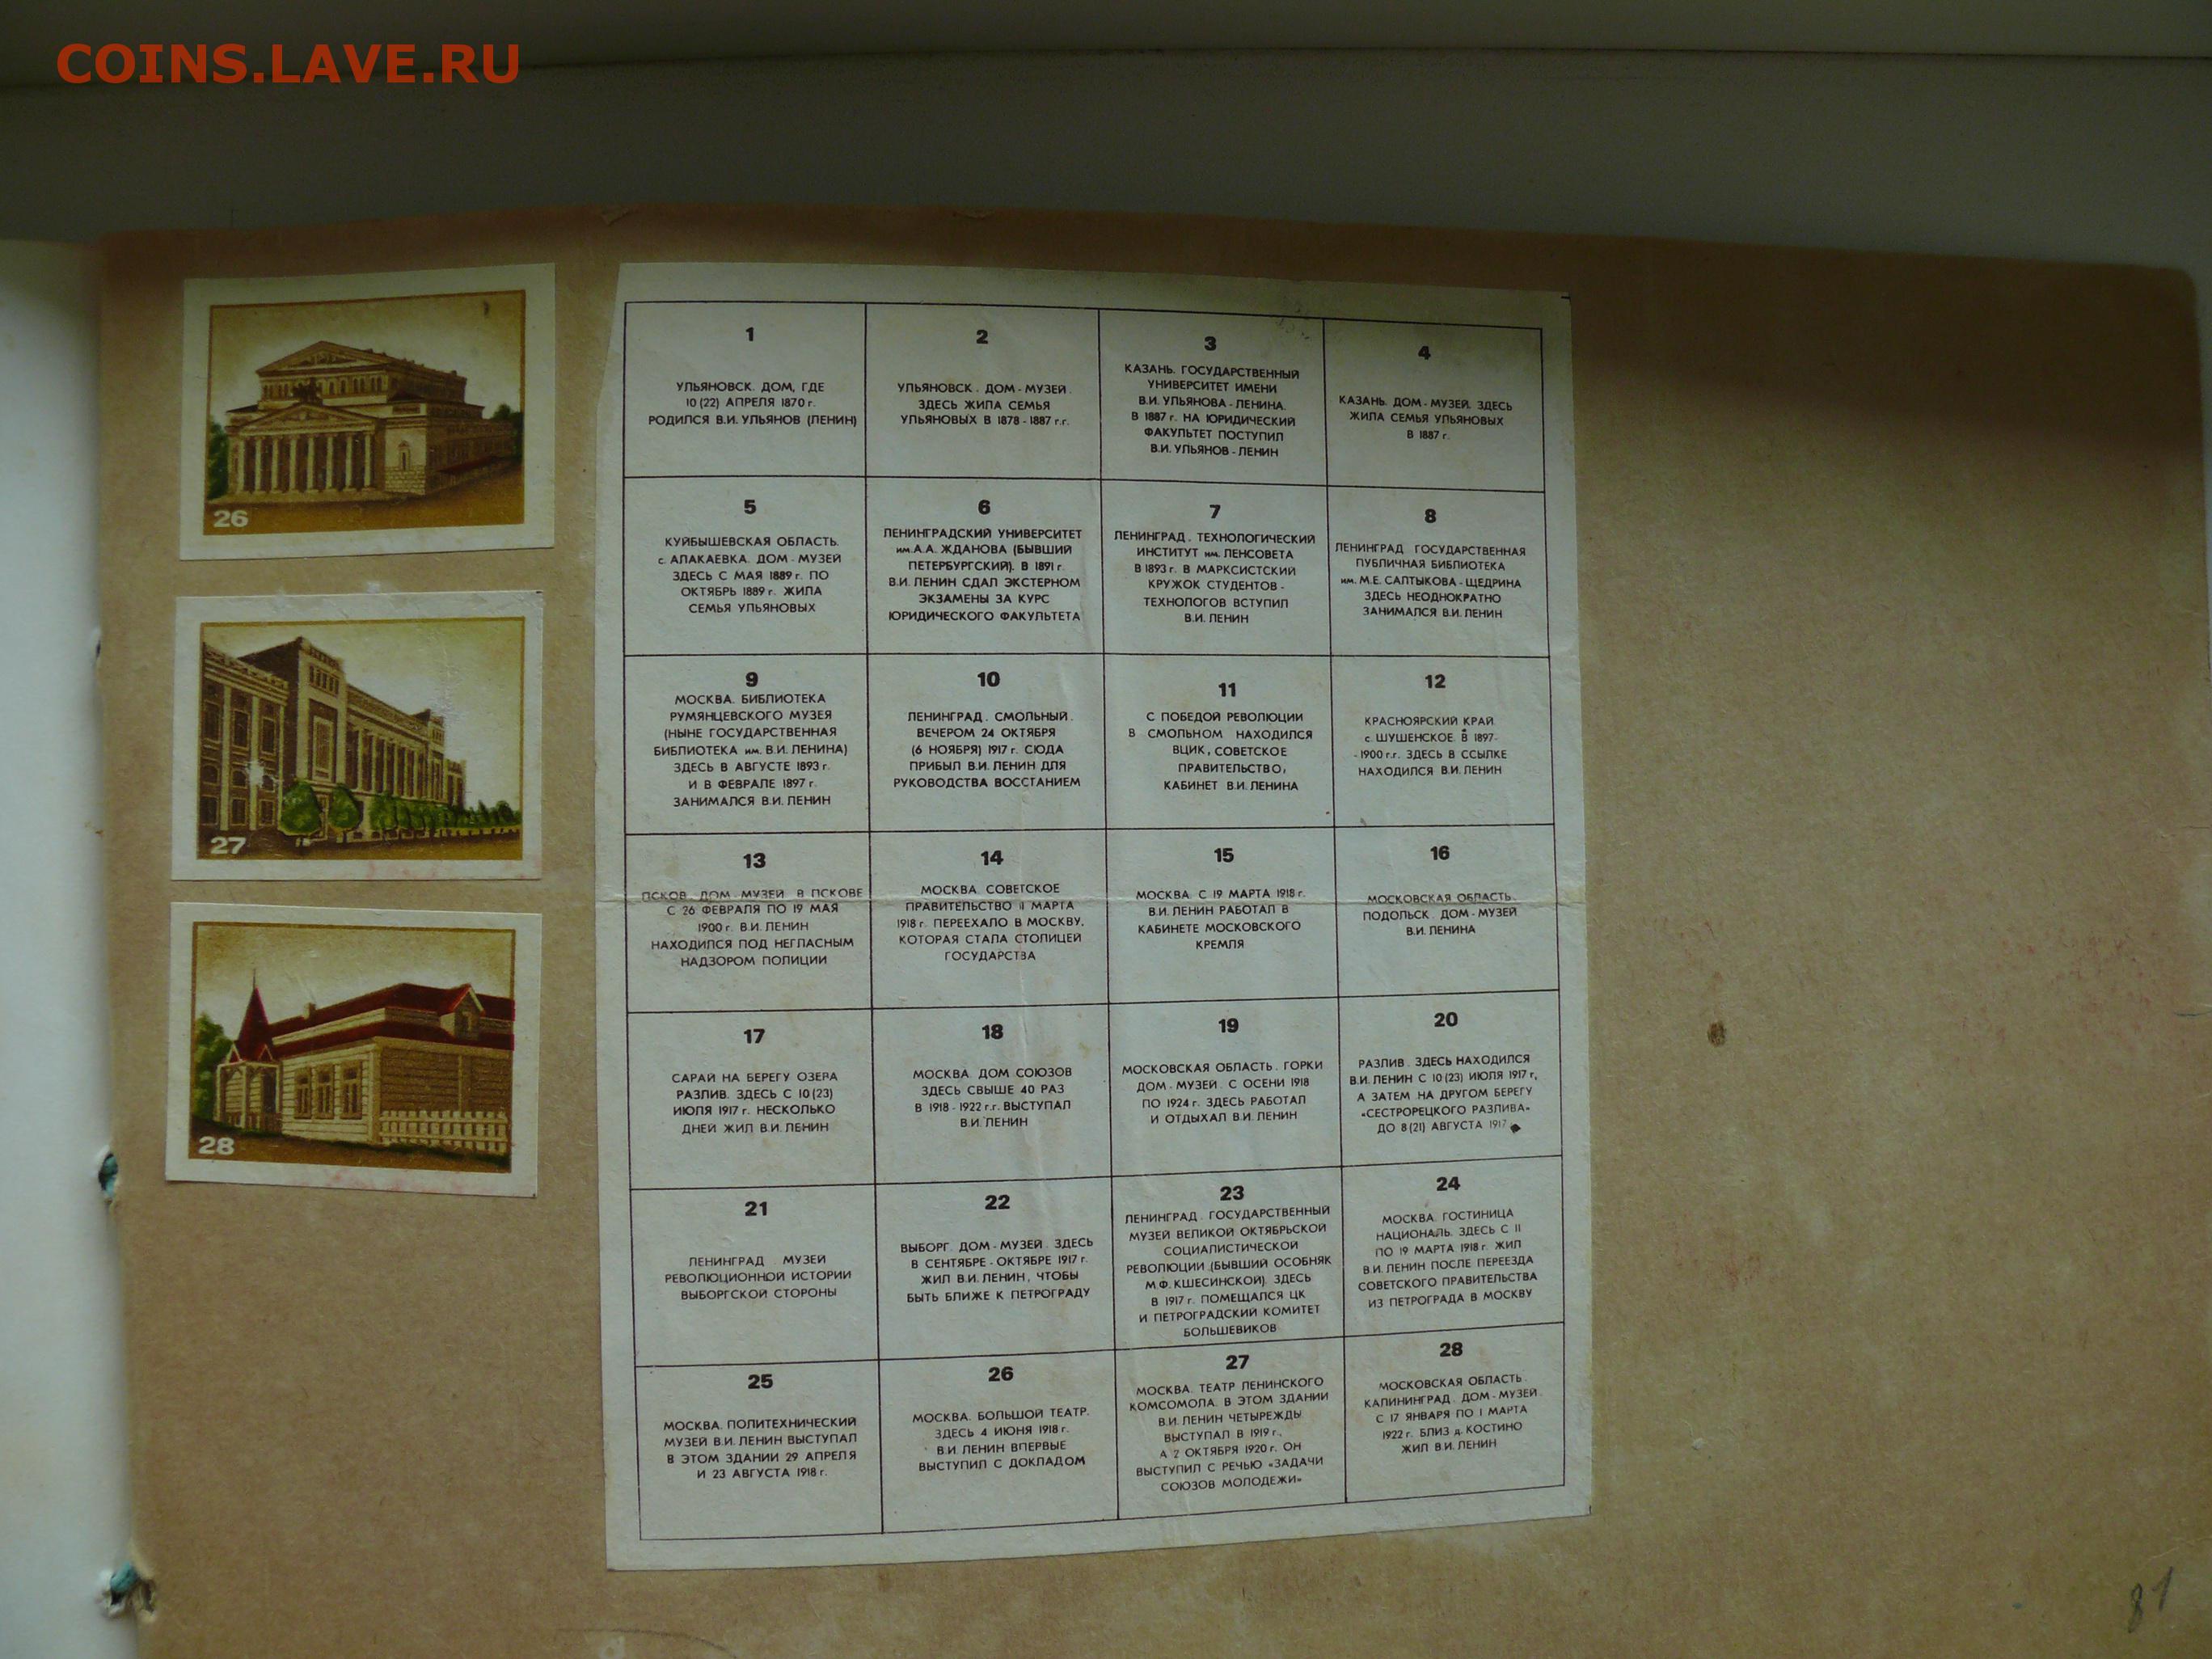 COINS.LAVE.RU
26
27
28
1
УЛЬЯНОВСК. ДОМ, ГДЕ
10 (22) АПРЕЛЯ 1870 г.
РОДИЛСЯ В.И. УЛЬЯНОВ (ЛЕНИН)
2
УЛЬЯНОВСК. ДОМ-МУЗЕЙ.
ЗДЕСЬ ЖИЛА СЕМЬЯ
УЛЬЯНОВЫХ В 1878-1887 г.г.
3
КАЗАНЬ. ГОСУДАРСТВЕННЫЙ
УНИВЕРСИТЕТ ИМЕНИ
В.И. УЛЬЯНОВА-ЛЕНИНА.
В 1887 г. НА ЮРИДИЧЕСКИЙ
ФАКУЛЬТЕТ ПОСТУПИЛ
В.И. УЛЬЯНОВ-ЛЕНИН
4
КАЗАНЬ. ДОМ-МУЗЕЙ. ЗДЕСЬ
ЖИЛА СЕМЬЯ УЛЬЯНОВЫХ
В 1887 г.
5
КУЙБЫШЕВСКАЯ ОБЛАСТЬ.
с. АЛАКАЕВКА. ДОМ-МУЗЕЙ
ЗДЕСЬ С МАЯ 1889 г. ПО
ОКТЯБРЬ 1889 г. ЖИЛА
СЕМЬЯ УЛЬЯНОВЫХ
6
ЛЕНИНГРАДСКИЙ УНИВЕРСИТЕТ
им. А.А. ЖДАНОВА (БЫВШИЙ
ПЕТЕРБУРГСКИЙ). В 1891 г.
В.И. ЛЕНИН СДАЛ ЭКСТЕРНОМ
ЭКЗАМЕНЫ ЗА КУРС
ЮРИДИЧЕСКОГО ФАКУЛЬТЕТА
7
ЛЕНИНГРАД. ТЕХНОЛОГИЧЕСКИЙ
ИНСТИТУТ им. ЛЕНСОВЕТА
В 1893 г. В МАРКСИСТСКИЙ
КРУЖОК СТУДЕНТОВ-
ТЕХНОЛОГОВ ВСТУПИЛ
В.И. ЛЕНИН
8
ЛЕНИНГРАД ГОСУДАРСТВЕННАЯ
ПУБЛИЧНАЯ БИБЛИОТЕКА
им. М.Е. САЛТЫКОВА-ЩЕДРИНА
ЗДЕСЬ НЕОДНОКРАТНО
ЗАНИМАЛСЯ В.И. ЛЕНИН
9
МОСКВА. БИБЛИОТЕКА
РУМЯНЦЕВСКОГО МУЗЕЯ
(НЫНЕ ГОСУДАРСТВЕННАЯ
БИБЛИОТЕКА им. В.И. ЛЕНИНА)
ЗДЕСЬ В АВГУСТЕ 1893 г.
И В ФЕВРАЛЕ 1897 г.
ЗАНИМАЛСЯ В.И. ЛЕНИН
10
ЛЕНИНГРАД. СМОЛЬНЫЙ.
ВЕЧЕРОМ 24 ОКТЯБРЯ
(6 НОЯБРЯ) 1917 г. СЮДА
ПРИБЫЛ В.И. ЛЕНИН ДЛЯ
РУКОВОДСТВА ВОССТАНИЕМ
11
С ПОБЕДОЙ РЕВОЛЮЦИИ
В СМОЛЬНОМ НАХОДИЛСЯ
ВЦИК, СОВЕТСКОЕ
ПРАВИТЕЛЬСТВО,
КАБИНЕТ В.И. ЛЕНИНА
12
КРАСНОЯРСКИЙ КРАЙ
с. ШУШЕНСКОЕ. В 1897-
-1900 г.г. ЗДЕСЬ В ССЫЛКЕ
НАХОДИЛСЯ В.И. ЛЕНИН
13
ПСКОВ. ДОМ-МУЗЕЙ. В ПСКОВЕ
С 26 ФЕВРАЛЯ ПО 19 МАЯ
1900 г. В.И. ЛЕНИН
НАХОДИЛСЯ ПОД НЕГЛАСНЫМ
НАДЗОРОМ ПОЛИЦИИ
14
МОСКВА. СОВЕТСКОЕ
ПРАВИТЕЛЬСТВО 11 МАРТА
1918 г. ПЕРЕЕХАЛО В МОСКВУ,
КОТОРАЯ СТАЛА СТОЛИЦЕЙ
ГОСУДАРСТВА
15
МОСКВА. С 19 МАРТА 1918 г.
В.И. ЛЕНИН РАБОТАЛ В
КАБИНЕТЕ МОСКОВСКОГО
КРЕМЛЯ
16
МОСКОВСКАЯ ОБЛАСТЬ.
ПОДОЛЬСК. ДОМ-МУЗЕЙ
В.И. ЛЕНИНА
17
САРАЙ НА БЕРЕГУ ОЗЕРА
РАЗЛИВ. ЗДЕСЬ С 10 (23)
ИЮЛЯ 1917 г. НЕСКОЛЬКО
ДНЕЙ ЖИЛ В.И. ЛЕНИН
18
МОСКВА. ДОМ СОЮЗОВ
ЗДЕСЬ СВЫШЕ 40 РАЗ
В 1918-1922 г.г. ВЫСТУПАЛ
В.И. ЛЕНИН
19
МОСКОВСКАЯ ОБЛАСТЬ. ГОРКИ
ДОМ-МУЗЕЙ. С ОСЕНИ 1918
ПО 1924 г. ЗДЕСЬ РАБОТАЛ
И ОТДЫХАЛ В.И. ЛЕНИН
20
РАЗЛИВ. ЗДЕСЬ НАХОДИЛСЯ
В.И. ЛЕНИН С 10 (23) ИЮЛЯ 1917 г,
А ЗАТЕМ НА ДРУГОМ БЕРЕГУ
«СЕСТРОРЕЦКОГО РАЗЛИВА»
ДО 8 (21) АВГУСТА 1917
21
ЛЕНИНГРАД. МУЗЕЙ
РЕВОЛЮЦИОННОЙ ИСТОРИИ
ВЫБОРГСКОЙ СТОРОНЫ
22
ВЫБОРГ. ДОМ-МУЗЕЙ. ЗДЕСЬ
В СЕНТЯБРЕ-ОКТЯБРЕ 1917 г.
ЖИЛ В.И. ЛЕНИН, ЧТОБЫ
БЫТЬ БЛИЖЕ К ПЕТРОГРАДУ
23
ЛЕНИНГРАД. ГОСУДАРСТВЕННЫЙ
МУЗЕЙ ВЕЛИКОЙ ОКТЯБРЬСКОЙ
СОЦИАЛИСТИЧЕСКОЙ
РЕВОЛЮЦИИ (БЫВШИЙ ОСОБНЯК
М.Ф. КШЕСИНСКОЙ). ЗДЕСЬ
В 1917 г. ПОМЕЩАЛСЯ ЦК
И ПЕТРОГРАДСКИЙ КОМИТЕТ
БОЛЬШЕВИКОВ
24
МОСКВА. ГОСТИНИЦА
НАЦИОНАЛЬ. ЗДЕСЬ С 11
ПО 19 МАРТА 1918 г. ЖИЛ
В.И. ЛЕНИН ПОСЛЕ ПЕРЕЕЗДА
СОВЕТСКОГО ПРАВИТЕЛЬСТВА
ИЗ ПЕТРОГРАДА В МОСКВУ
25
МОСКВА. ПОЛИТЕХНИЧЕСКИЙ
МУЗЕЙ В.И. ЛЕНИН ВЫСТУПАЛ
В ЭТОМ ЗДАНИИ 29 АПРЕЛЯ
И 23 АВГУСТА 1918 г.
26
МОСКВА. БОЛЬШОЙ ТЕАТР.
ЗДЕСЬ 4 ИЮНЯ 1918 г.
В.И. ЛЕНИН ВПЕРВЫЕ
ВЫСТУПИЛ С ДОКЛАДОМ
27
МОСКВА. ТЕАТР ЛЕНИНСКОГО
КОМСОМОЛА. В ЭТОМ ЗДАНИИ
В.И. ЛЕНИН ЧЕТЫРЕЖДЫ
ВЫСТУПАЛ В 1919 г.,
А 2 ОКТЯБРЯ 1920 г. ОН
ВЫСТУПИЛ С РЕЧЬЮ «ЗАДАЧИ
СОЮЗОВ МОЛОДЕЖИ»
28
МОСКОВСКАЯ ОБЛАСТЬ.
КАЛИНИНГРАД. ДОМ-МУЗЕЙ.
С 17 ЯНВАРЯ ПО 1 МАРТА
1922 г. БЛИЗ д. КОСТИНО
ЖИЛ В.И. ЛЕНИН
81